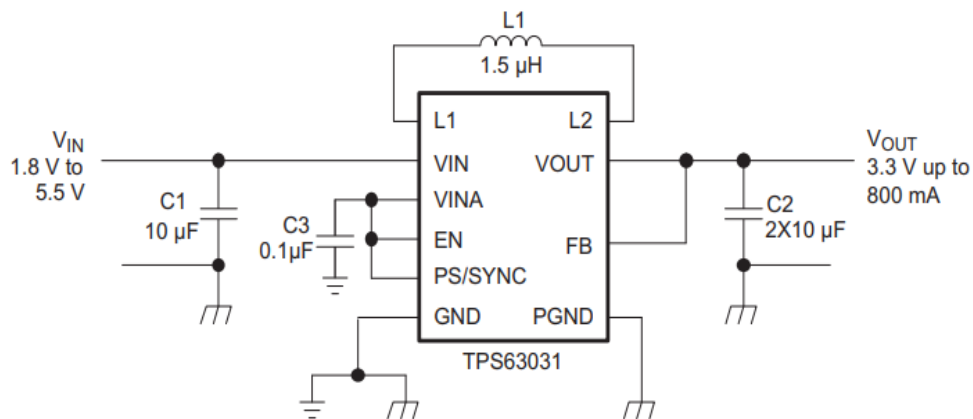 L1
1.5 µH
L1
L2
VIN
1.8 V to
5.5 V
VIN
VOUT
VOUT
3.3 V up to
800 mA
C1
10 µF
VINA
C3
0.1µF
EN
FB
C2
2X10 µF
PS/SYNC
GND
PGND
TPS63031